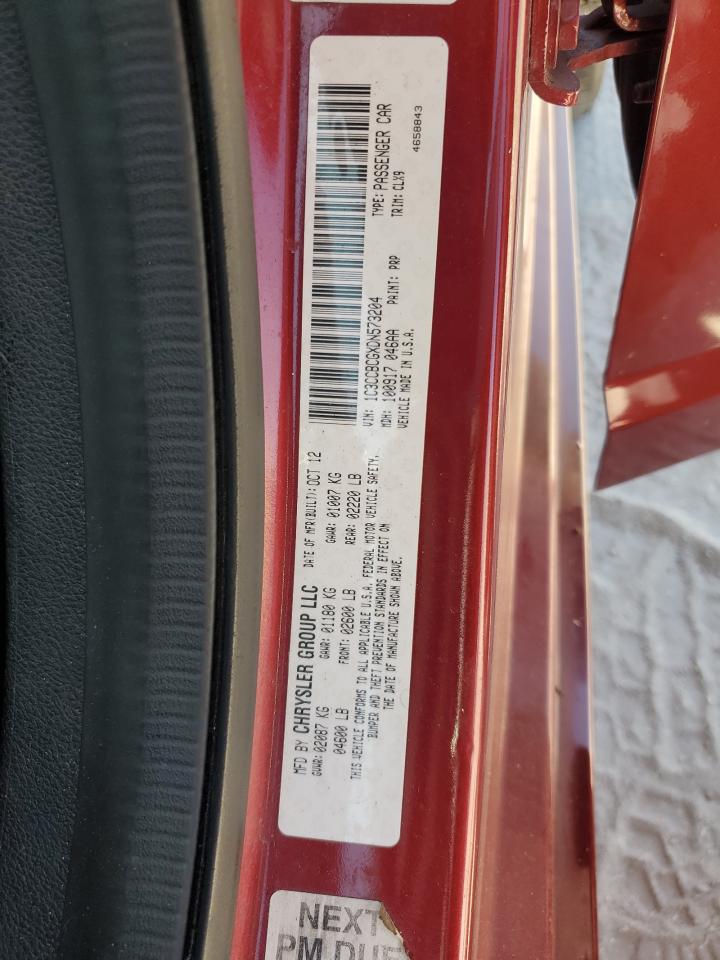 MFD BY CHRYSLER GROUP LLC DATE OF MFR(BUILT): OCT 12
GVWR: 02087 KG GAWR: 01180 KG GAWR: 01007 KG
04600 LB FRONT: 02600 LB REAR: 02220 LB
THIS VEHICLE CONFORMS TO ALL APPLICABLE U.S.A. FEDERAL MOTOR VEHICLE SAFETY,
BUMPER AND THEFT PREVENTION STANDARDS IN EFFECT ON
THE DATE OF MANUFACTURE SHOWN ABOVE.
VIN: 1C3CCBCGXDN573204 TYPE: PASSENGER CAR
MDH: 100917 046AA PAINT: PRP TRIM: CLX9
VEHICLE MADE IN U.S.A. 4658843
NEXT
PM DUE